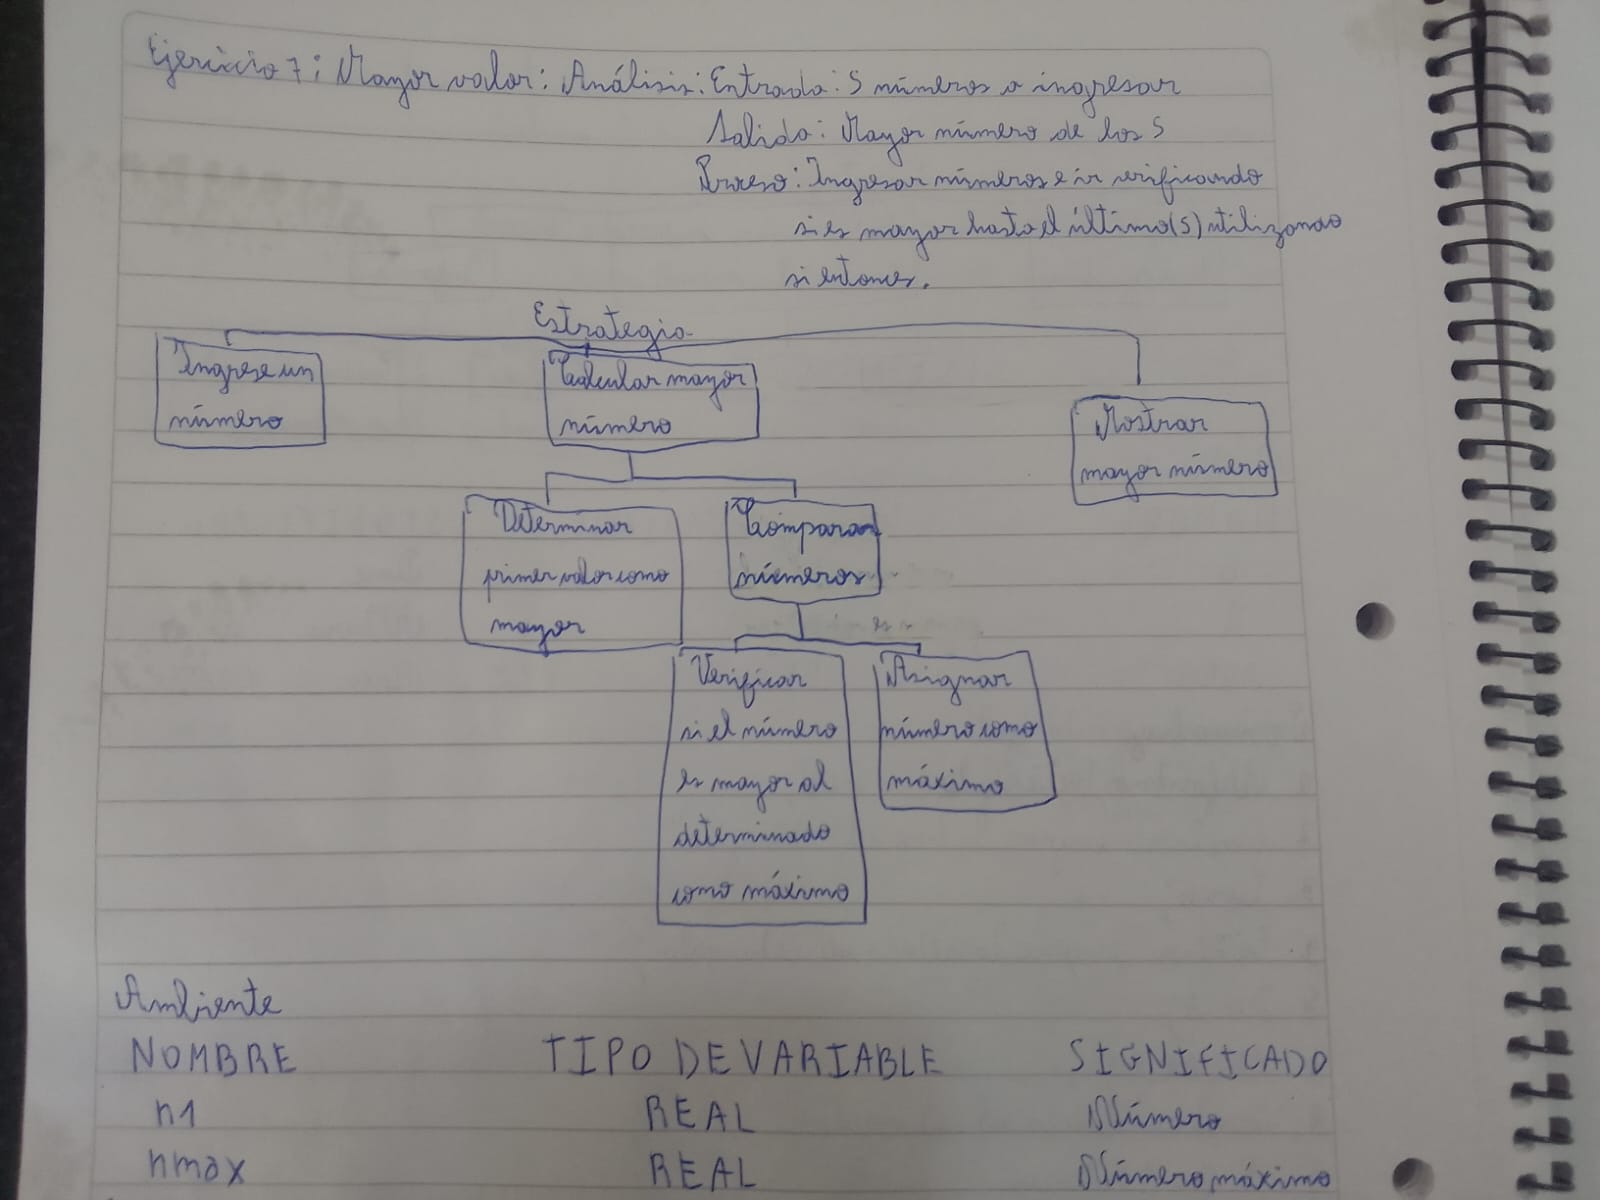 Ejercicio 7: Mayor valor: Análisis: Entrada: 5 números a ingresar
Salida: Mayor número de los 5
Proceso: Ingresar números e ir verificando
si es mayor hasta el último(5) utilizando
si entonces.
Estrategia
Ingrese un
número
Calcular mayor
número
Mostrar
mayor número
Determinar
primer valor como
mayor
Comparar
números
Verificar
si el número
es mayor al
determinado
como máximo
Asignar
número como
máximo
Ambiente
NOMBRE TIPO DE VARIABLE SIGNIFICADO
n1 REAL Número
nmax REAL Número máximo